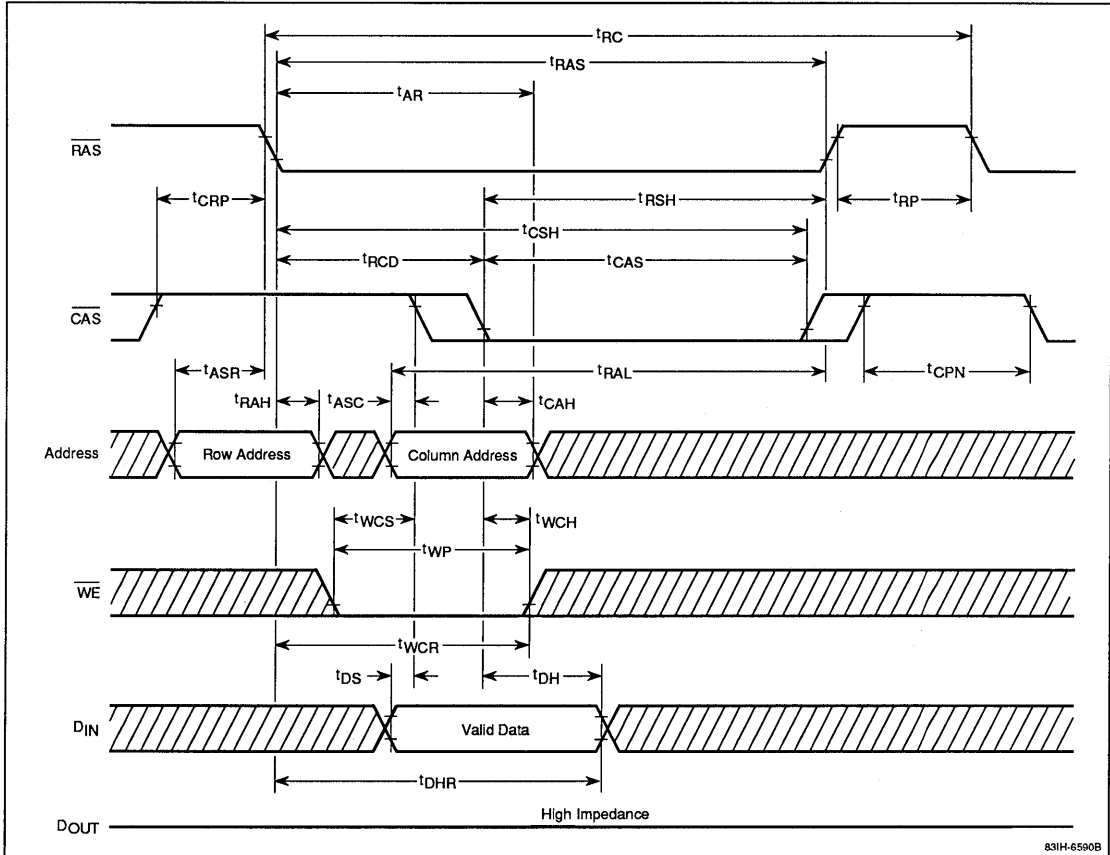 tRC
tRAS
tAR
RAS
tCRP
tRSH
tRP
tCSH
tRCD
tCAS
CAS
tASR
tRAL
tCPN
tRAH
tASC
tCAH
Address
Row Address
Column Address
tWCS
tWCH
tWP
WE
tWCR
tDS
tDH
DIN
Valid Data
tDHR
High Impedance
DOUT
83IH-6590B